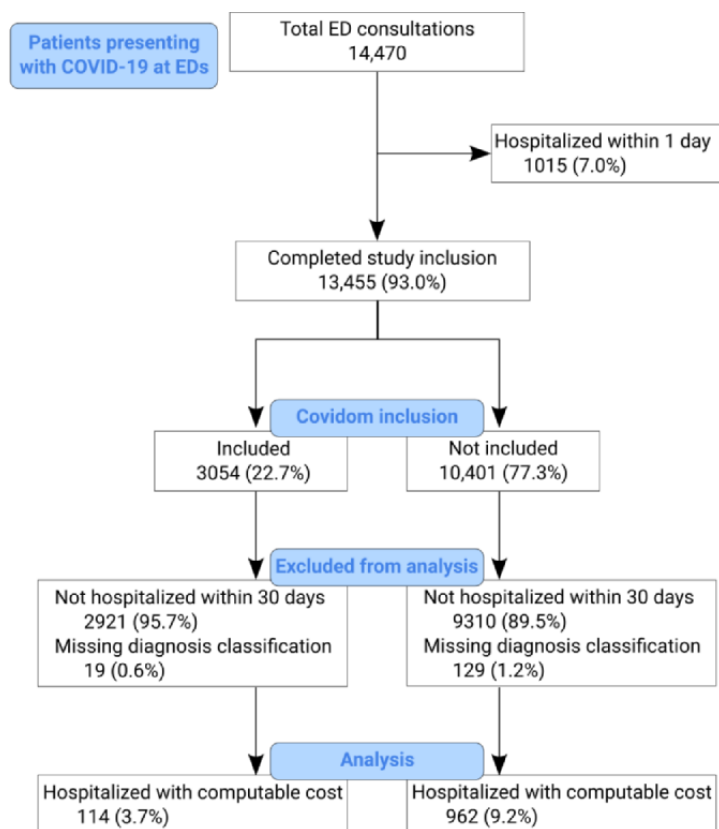 Patients presenting
with COVID-19 at EDs
Total ED consultations
14,470
Hospitalized within 1 day
1015 (7.0%)
Completed study inclusion
13,455 (93.0%)
Covidom inclusion
Included
3054 (22.7%)
Not included
10,401 (77.3%)
Excluded from analysis
Not hospitalized within 30 days
2921 (95.7%)
Missing diagnosis classification
19 (0.6%)
Not hospitalized within 30 days
9310 (89.5%)
Missing diagnosis classification
129 (1.2%)
Analysis
Hospitalized with computable cost
114 (3.7%)
Hospitalized with computable cost
962 (9.2%)